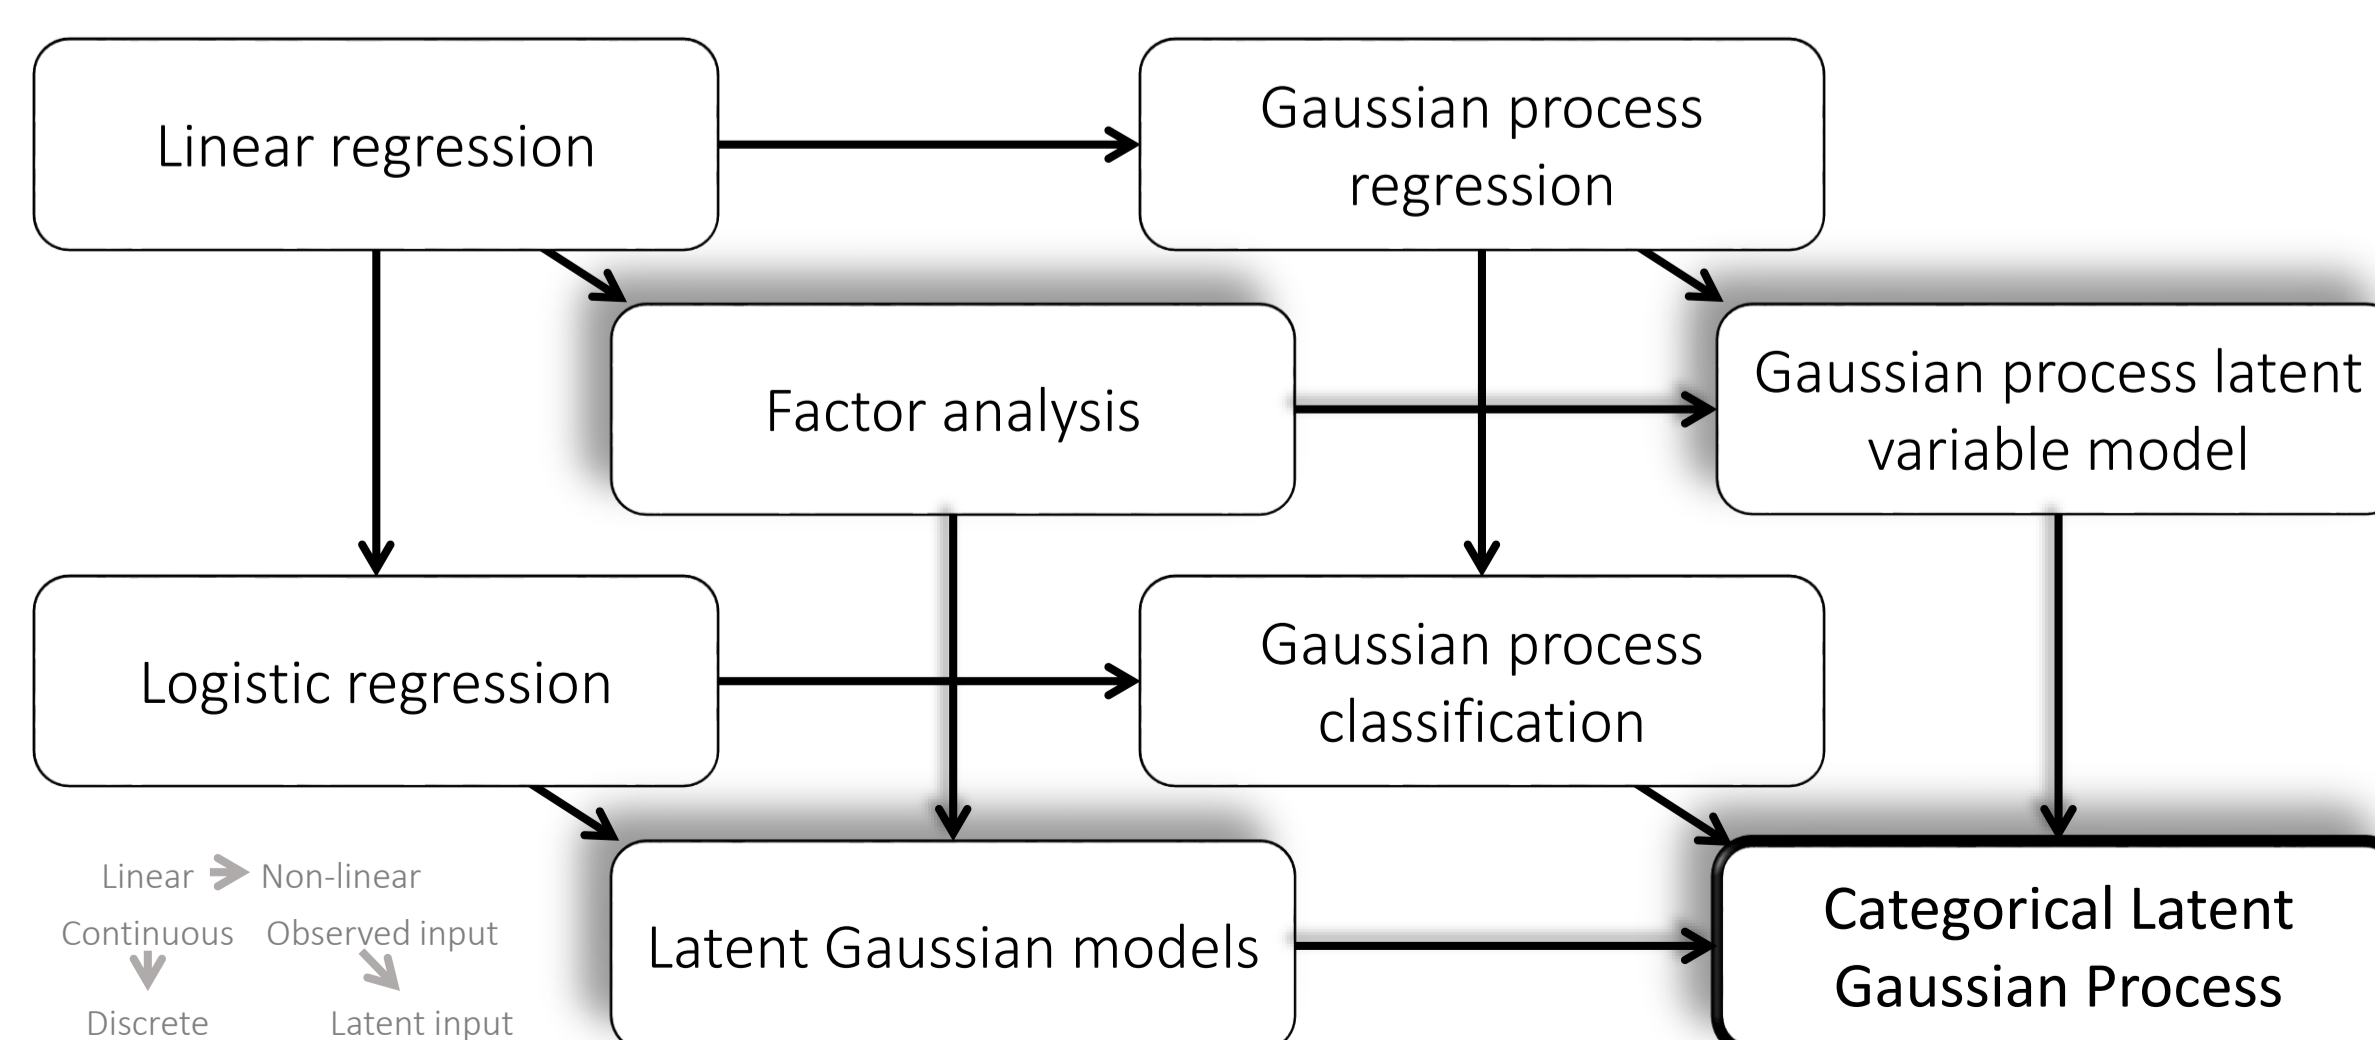 Linear regression
Gaussian process
regression
Factor analysis
Gaussian process latent
variable model
Logistic regression
Gaussian process
classification
Latent Gaussian models
Categorical Latent
Gaussian Process
Linear Non-linear
Continuous Observed input
Discrete Latent input